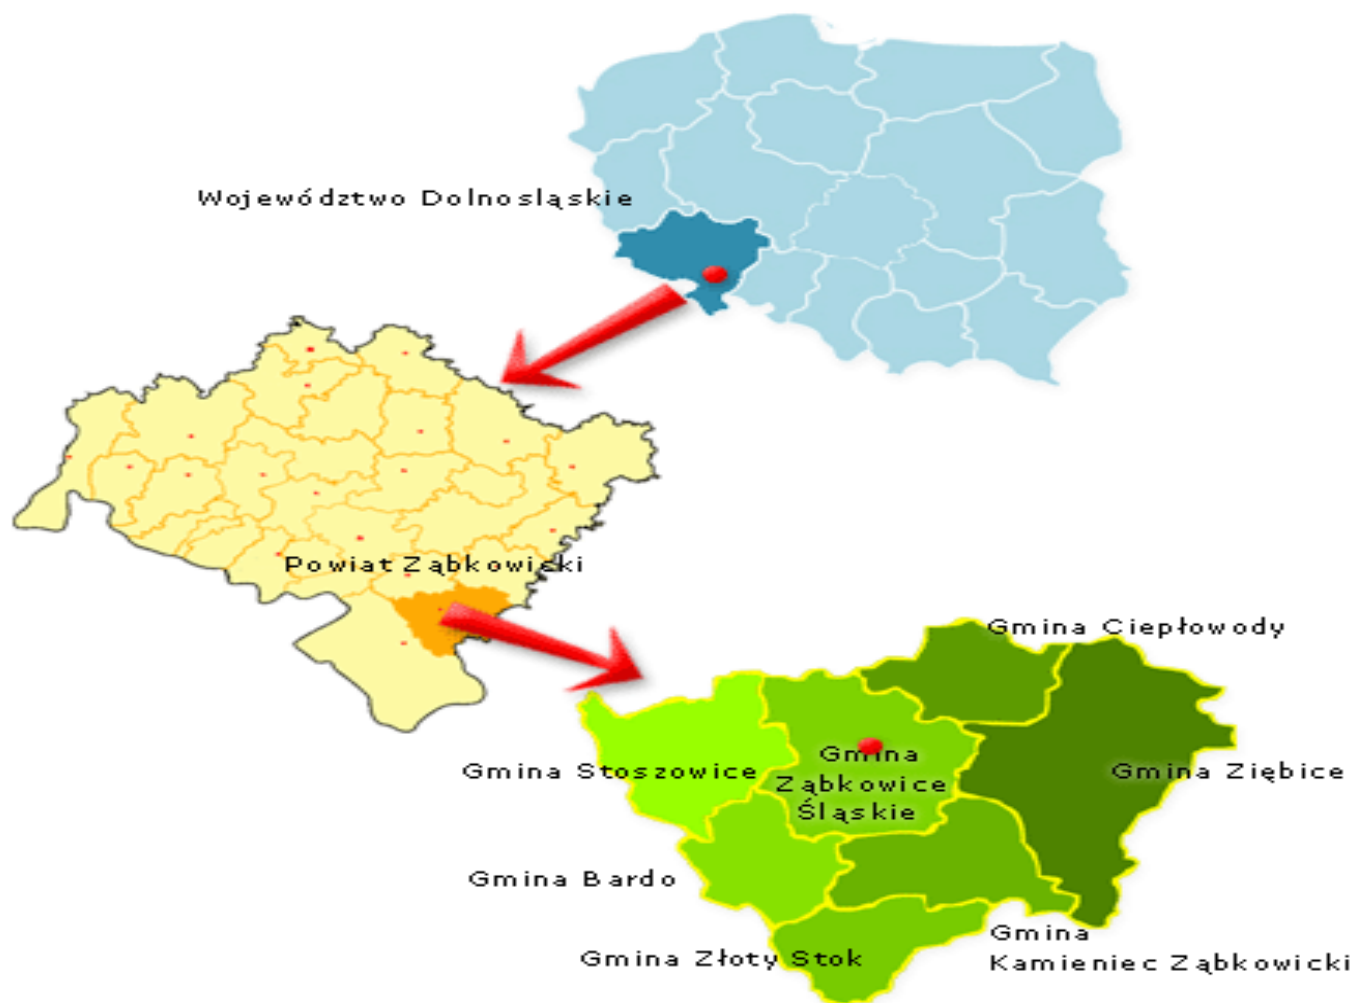 Województwo Dolnosląskie
Powiat Ząbkowicki
Gmina Ciepłowody
Gmina Stoszowice
Gmina
Ząbkowice
Śląskie
Gmina Ziębice
Gmina Bardo
Gmina Złoty Stok
Gmina
Kamieniec Ząbkowicki